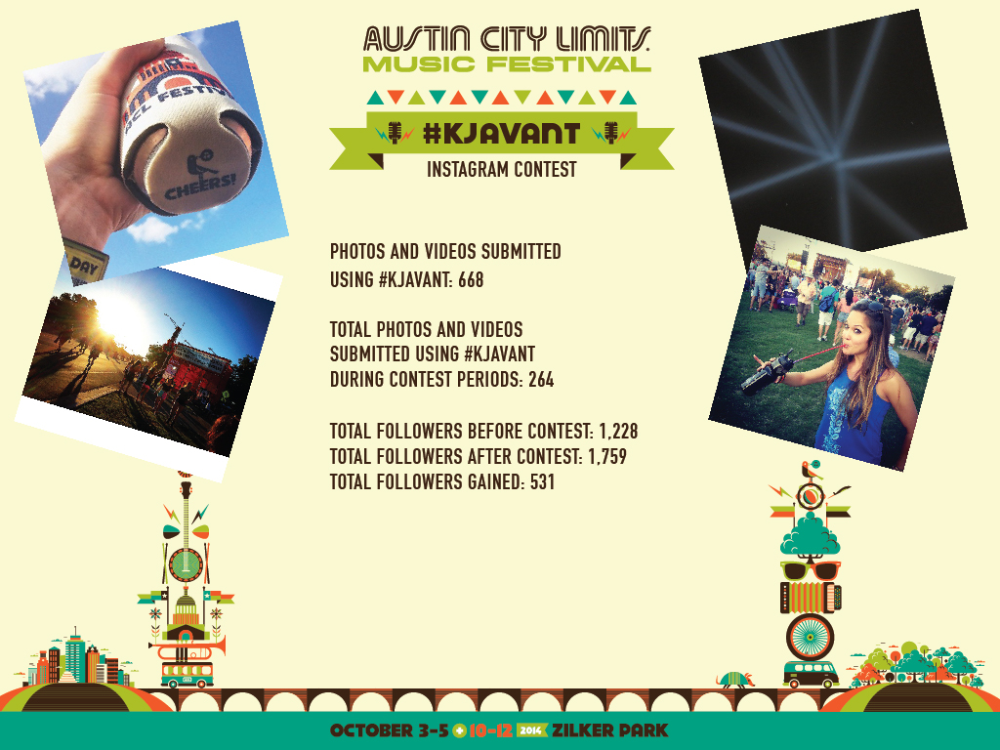 AUSTIN CITY LIMITS
MUSIC FESTIVAL
#KJAVANT
INSTAGRAM CONTEST
ACL FESTIV
CHEERS!
DAY
PHOTOS AND VIDEOS SUBMITTED
USING #KJAVANT: 668
TOTAL PHOTOS AND VIDEOS
SUBMITTED USING #KJAVANT
DURING CONTEST PERIODS: 264
TOTAL FOLLOWERS BEFORE CONTEST: 1,228
TOTAL FOLLOWERS AFTER CONTEST: 1,759
TOTAL FOLLOWERS GAINED: 531
OCTOBER 3-5 + 10-12 2014 ZILKER PARK